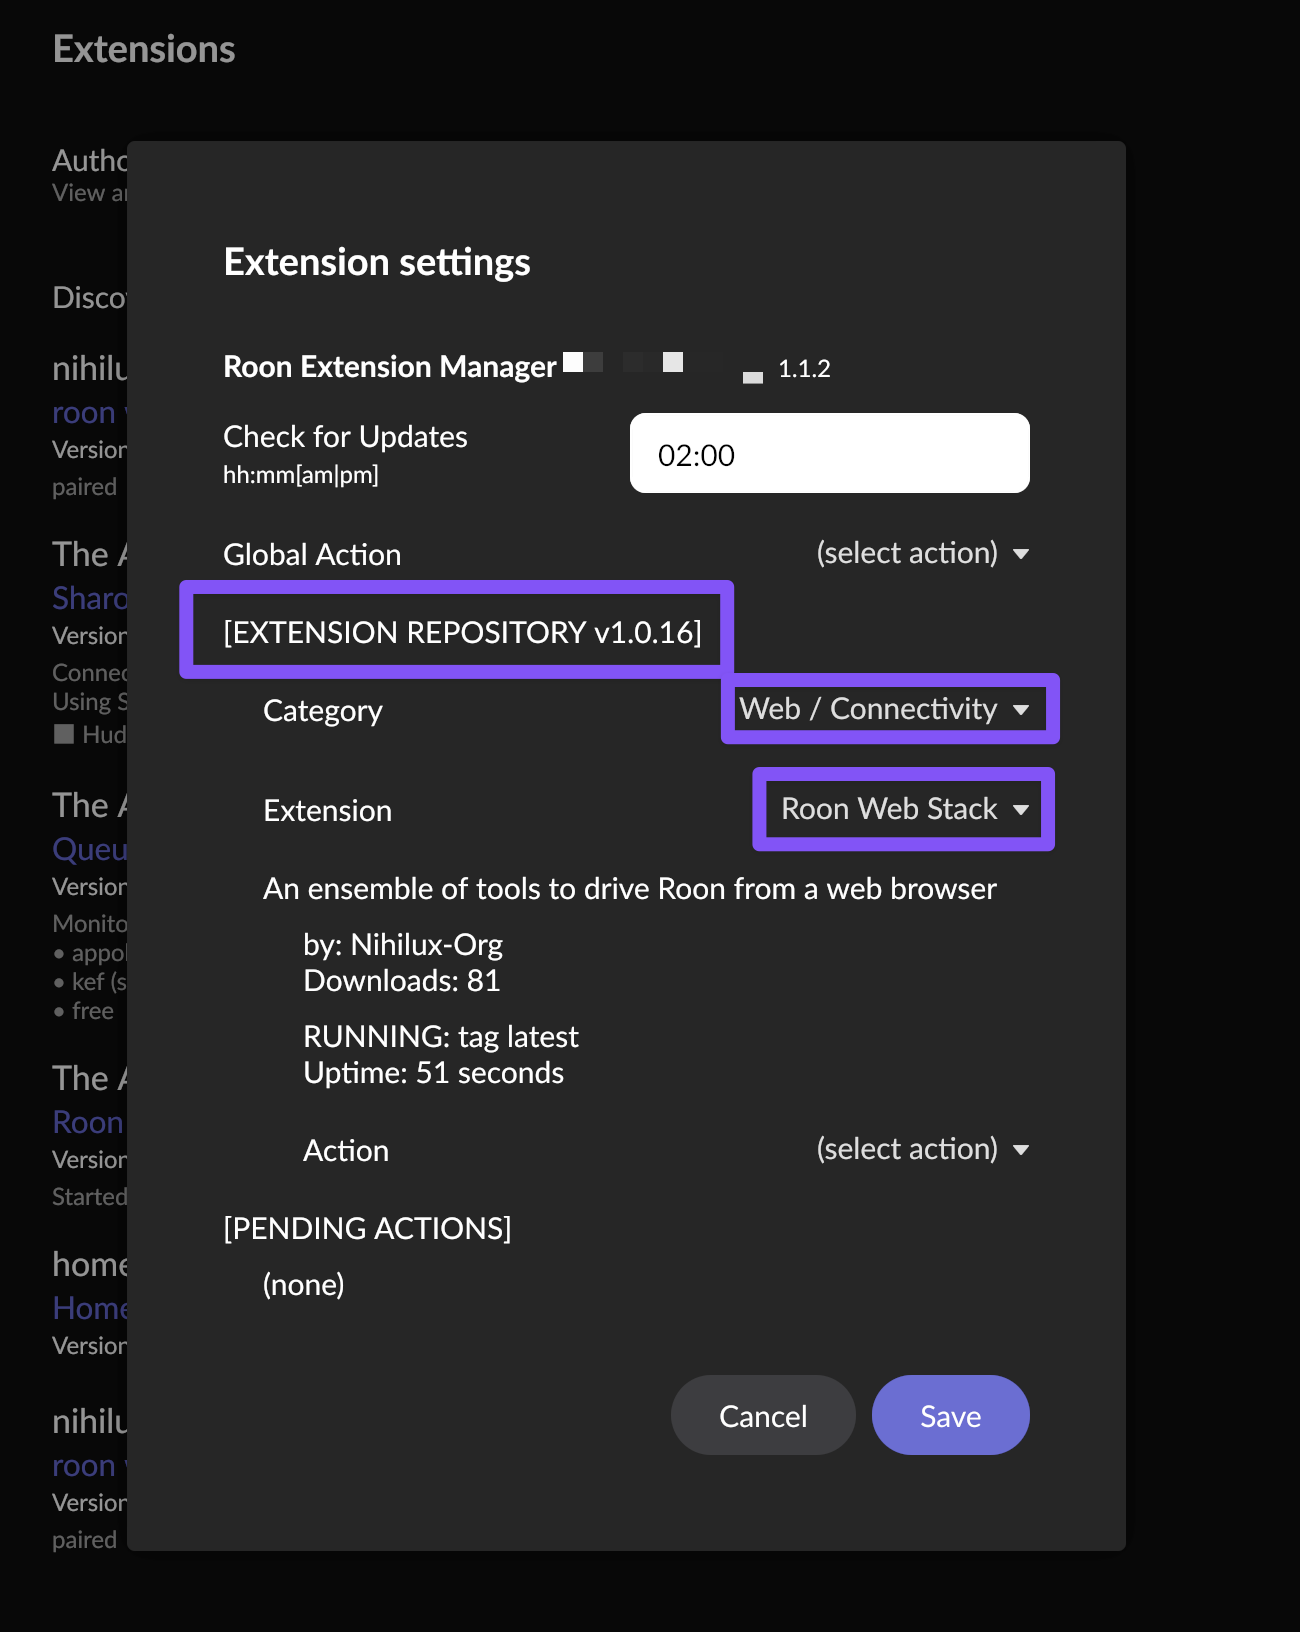 Extensions
Autho
View a
Extension settings
Disco
nihilu
Roon Extension Manager 1.1.2
roon
Check for Updates
02:00
Version
hh:mm[am|pm]
paired
The A
Global Action
(select action)
Sharo
Version
[EXTENSION REPOSITORY v1.0.16]
Connec
Using S
Category
Web / Connectivity
Hud
The A
Extension
Roon Web Stack
Queu
Version
An ensemble of tools to drive Roon from a web browser
Monito
• appol
by: Nihilux-Org
• kef (s
Downloads: 81
• free
RUNNING: tag latest
The A
Uptime: 51 seconds
Roon
Version
Action
(select action)
Started
[PENDING ACTIONS]
home
(none)
Home
Version
nihilu
Cancel
Save
roon
Version
paired